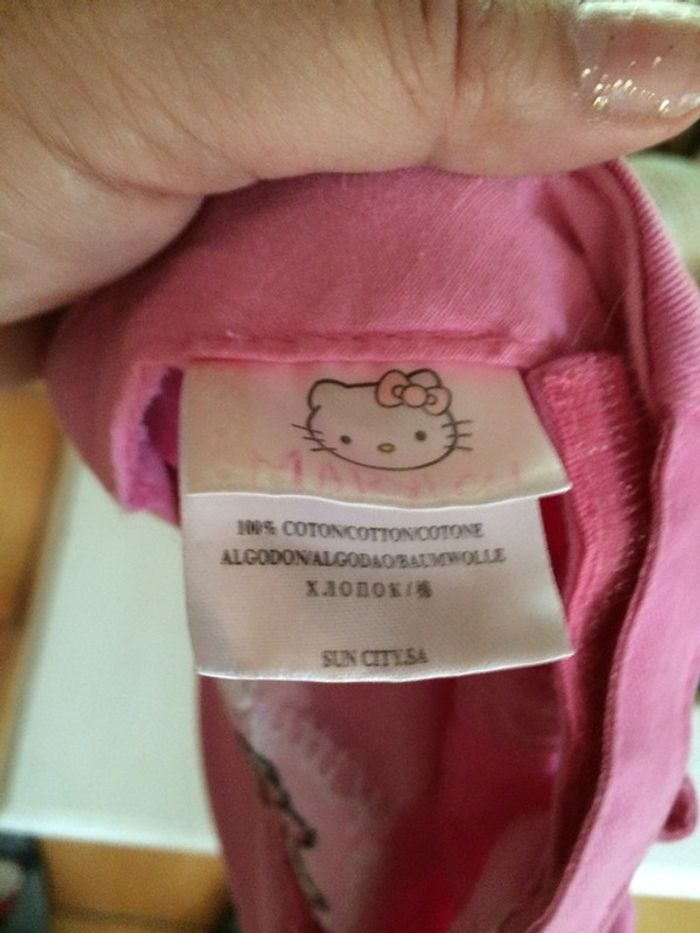 100% COTON/COTTON/COTONE
ALGODON/ALGODAO/BAUMWOLLE
ХЛОПОК/棉
SUN CITY.SA